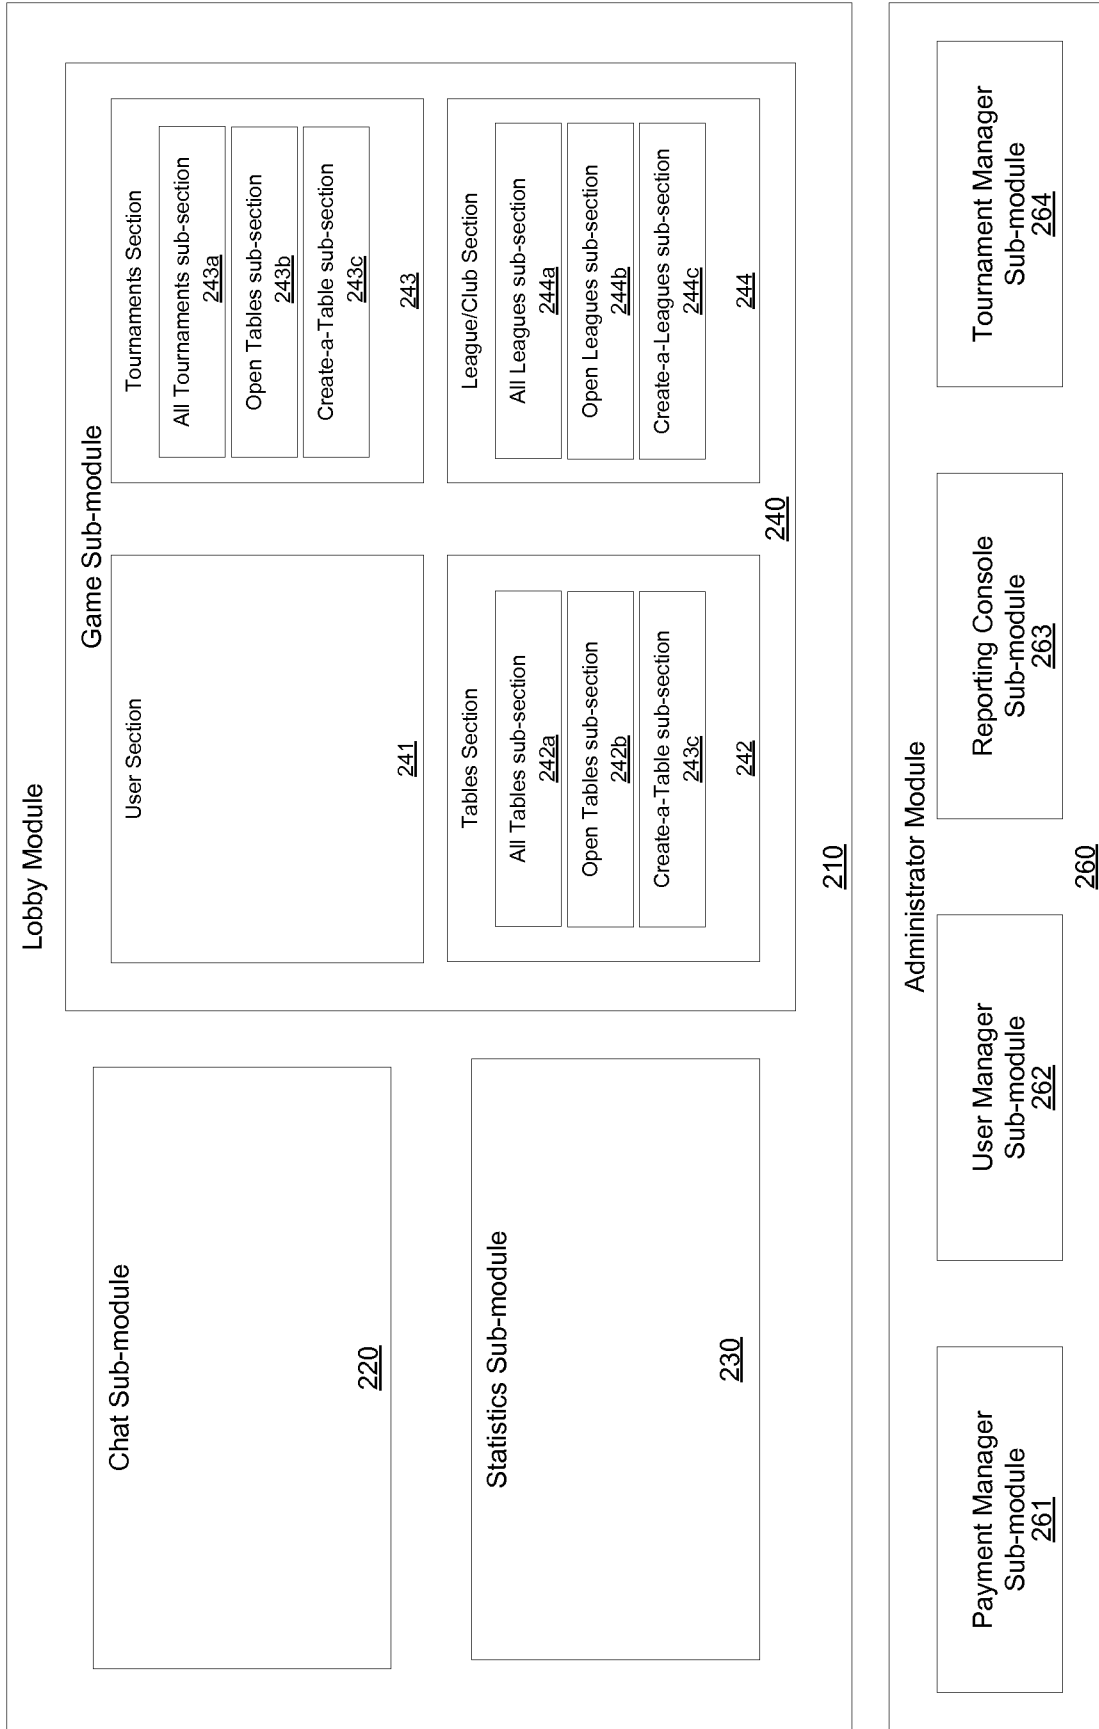 Lobby Module
Chat Sub-module
220
Statistics Sub-module
230
Game Sub-module
User Section
241
Tournaments Section
All Tournaments sub-section
243a
Open Tables sub-section
243b
Create-a-Table sub-section
243c
243
Tables Section
All Tables sub-section
242a
Open Tables sub-section
242b
Create-a-Table sub-section
243c
242
League/Club Section
All Leagues sub-section
244a
Open Leagues sub-section
244b
Create-a-Leagues sub-section
244c
244
240
210
Administrator Module
Payment Manager
Sub-module
261
User Manager
Sub-module
262
Reporting Console
Sub-module
263
Tournament Manager
Sub-module
264
260